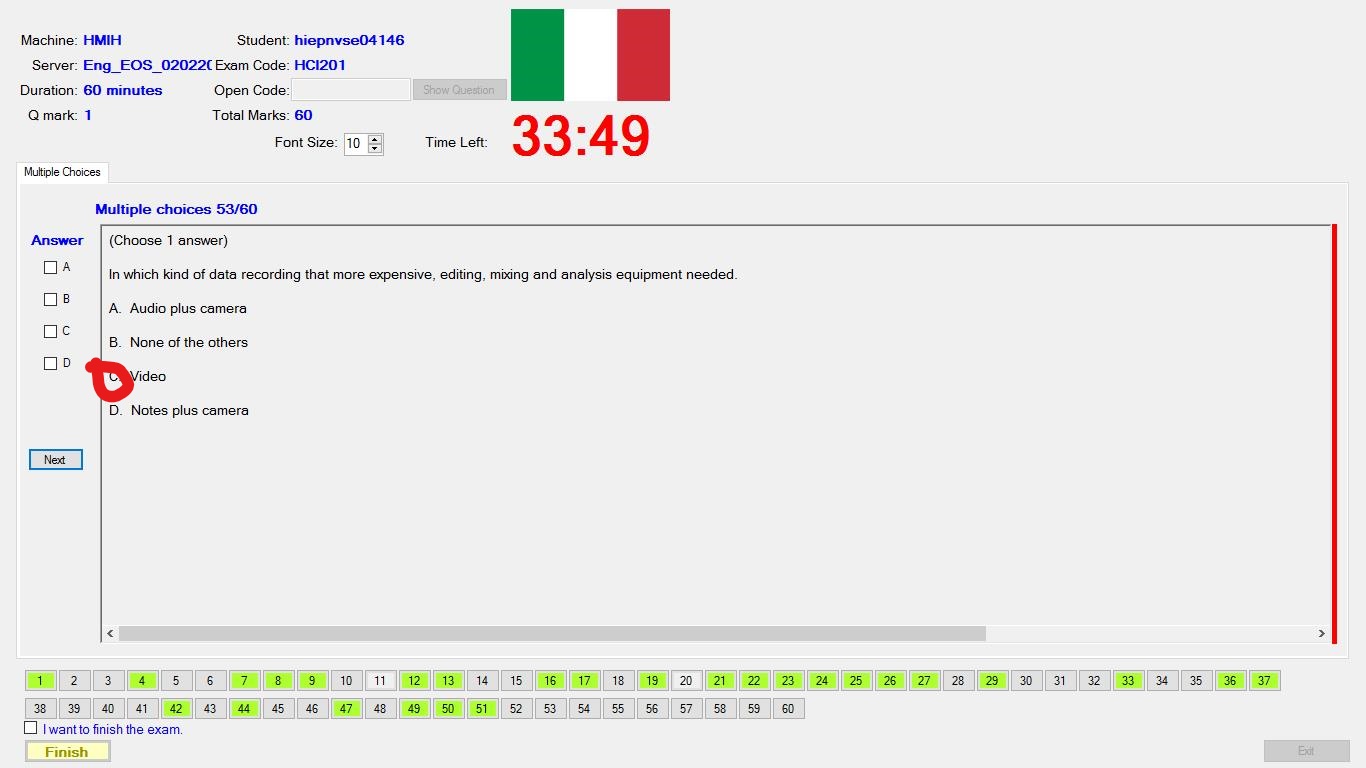 Machine: HMIH Student: hiepnvse04146
Server: Eng_EOS_020220 Exam Code: HCI201
Duration: 60 minutes Open Code: Show Question
Q mark: 1 Total Marks: 60
Font Size: 10 Time Left: 33:49
Multiple Choices
Multiple choices 53/60
Answer (Choose 1 answer)
A
In which kind of data recording that more expensive, editing, mixing and analysis equipment needed.
B
A. Audio plus camera
C
B. None of the others
D
C. Video
D. Notes plus camera
Next
1 2 3 4 5 6 7 8 9 10 11 12 13 14 15 16 17 18 19 20 21 22 23 24 25 26 27 28 29 30 31 32 33 34 35 36 37
38 39 40 41 42 43 44 45 46 47 48 49 50 51 52 53 54 55 56 57 58 59 60
I want to finish the exam.
Finish Exit